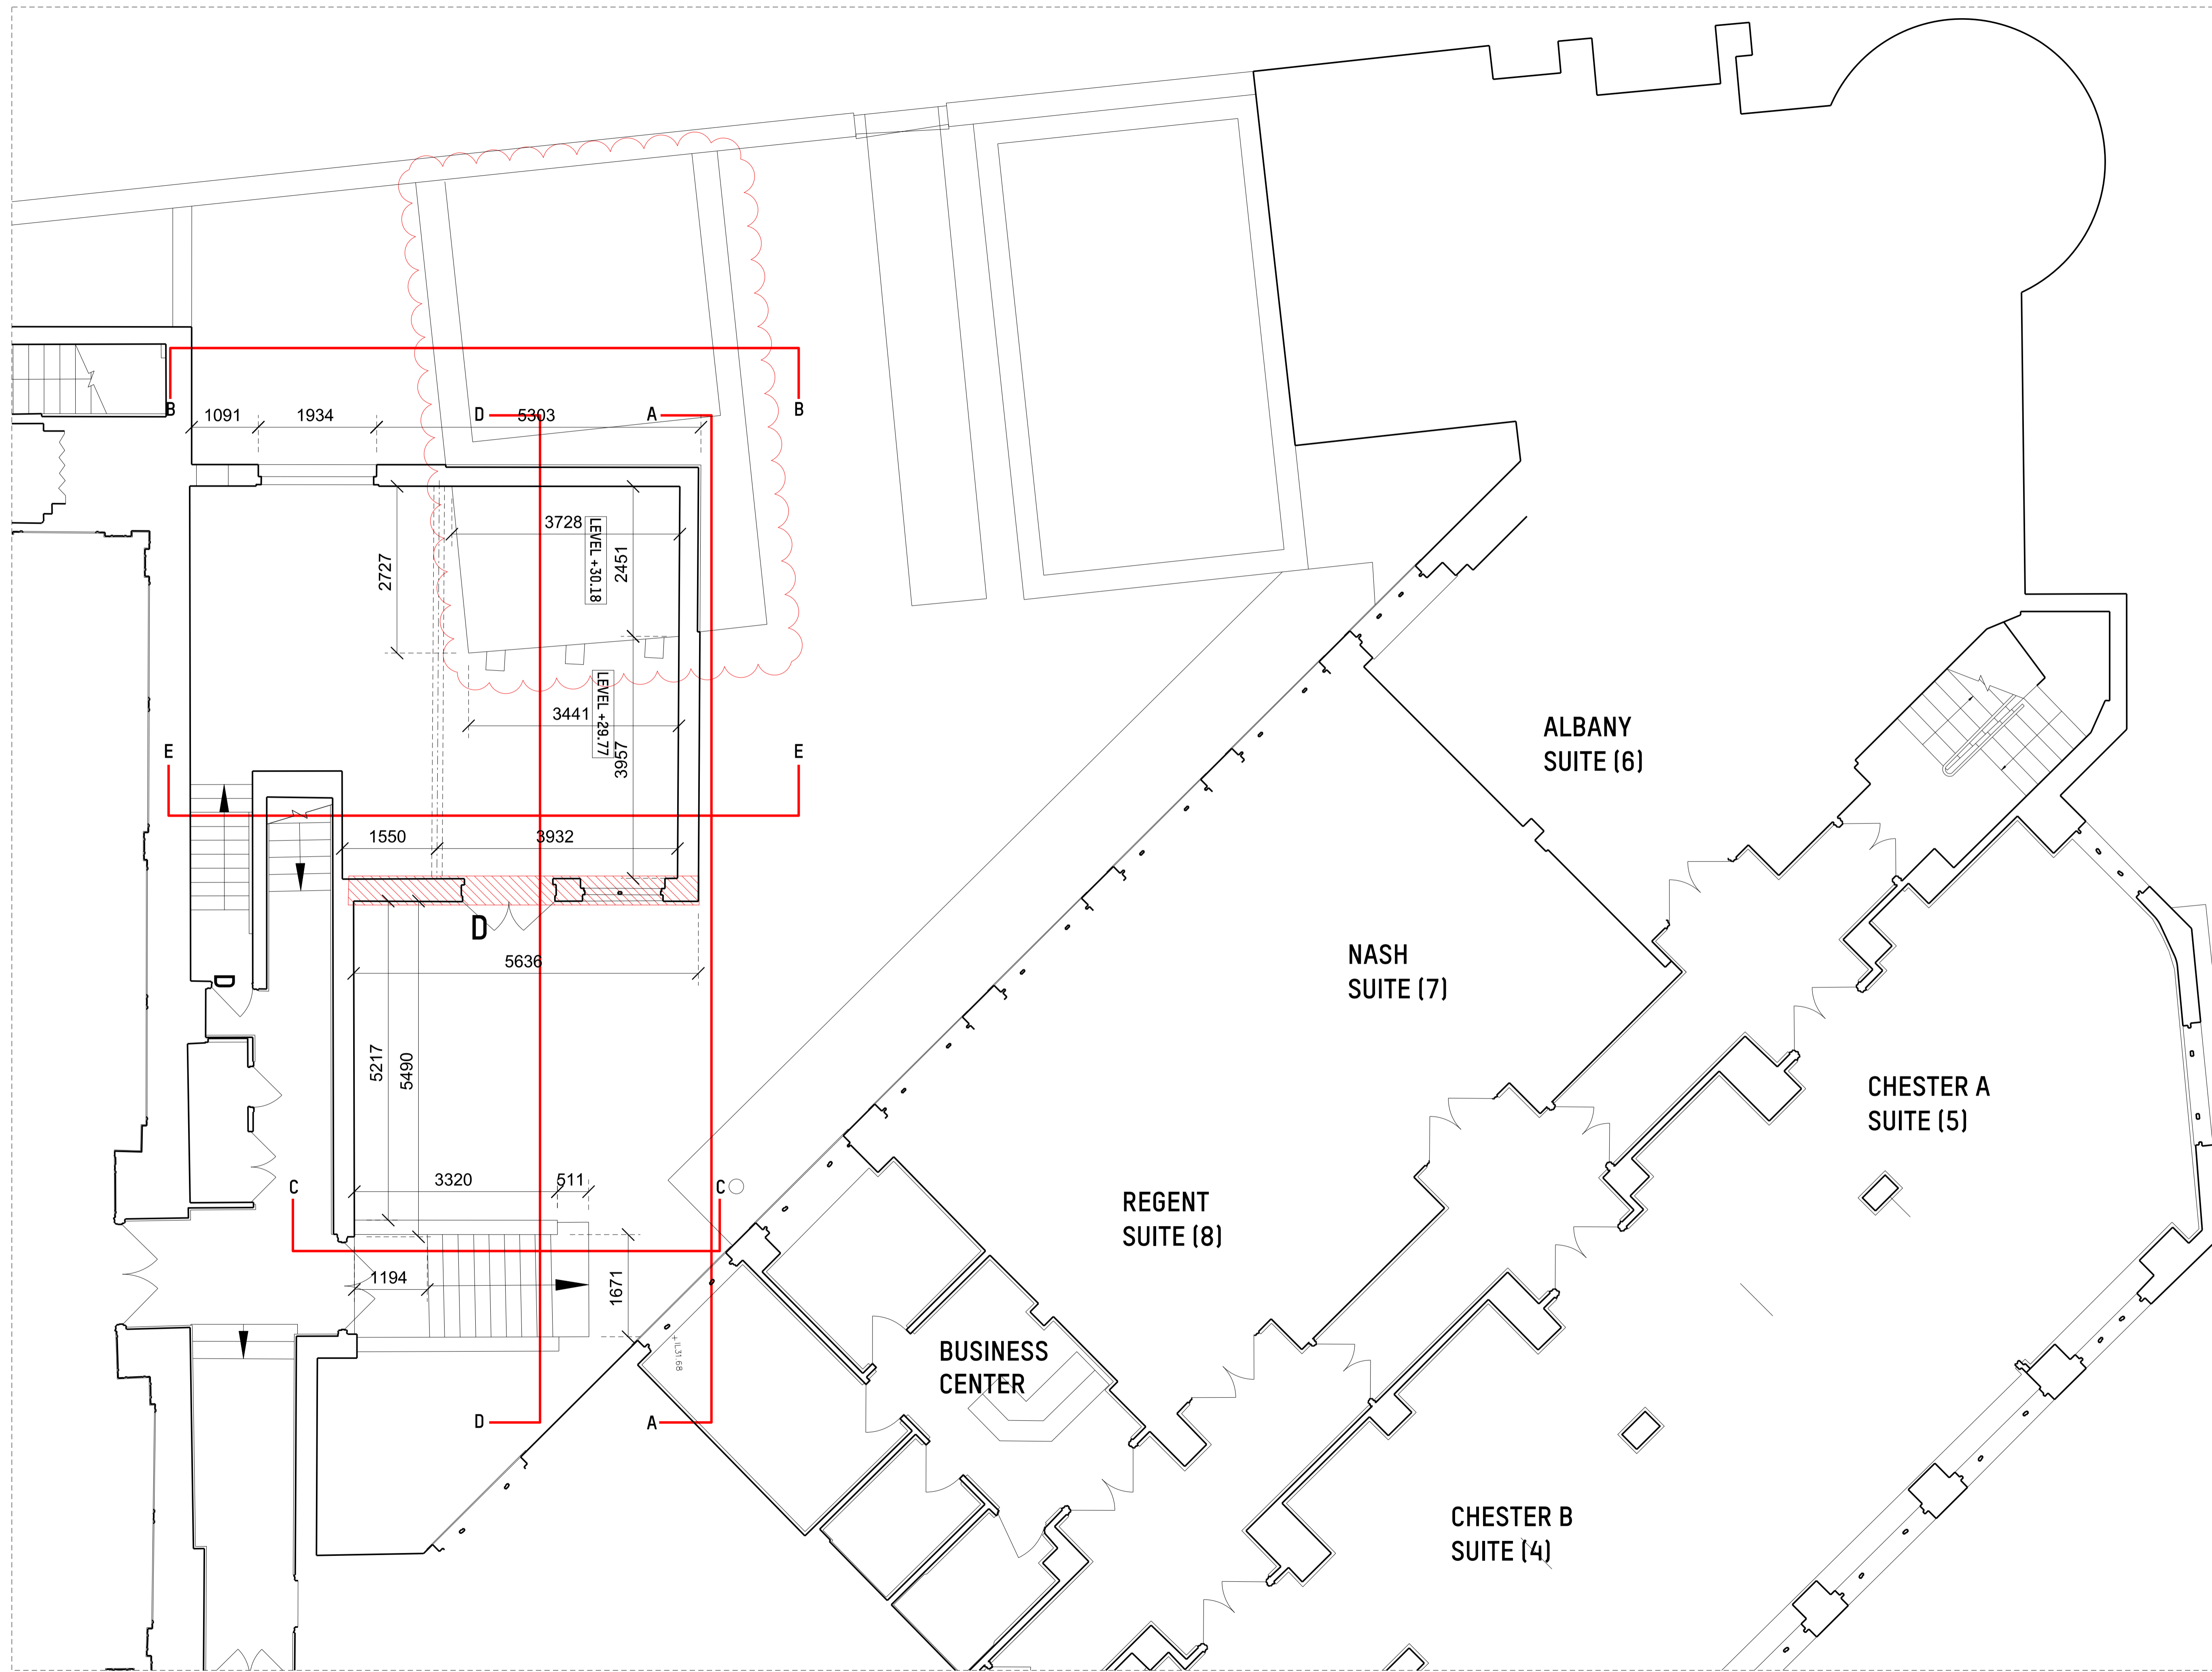 B
B
1091
1934
D
5303
A
3728
LEVEL +30.18
2451
2727
LEVEL +29.77
3441
3957
E
E
ALBANY
SUITE (6)
1550
3932
D
NASH
SUITE (7)
5636
D
5217
5490
CHESTER A
SUITE (5)
C
3320
511
C
REGENT
SUITE (8)
1194
1671
+IL31.68
BUSINESS
CENTER
D
A
CHESTER B
SUITE (4)